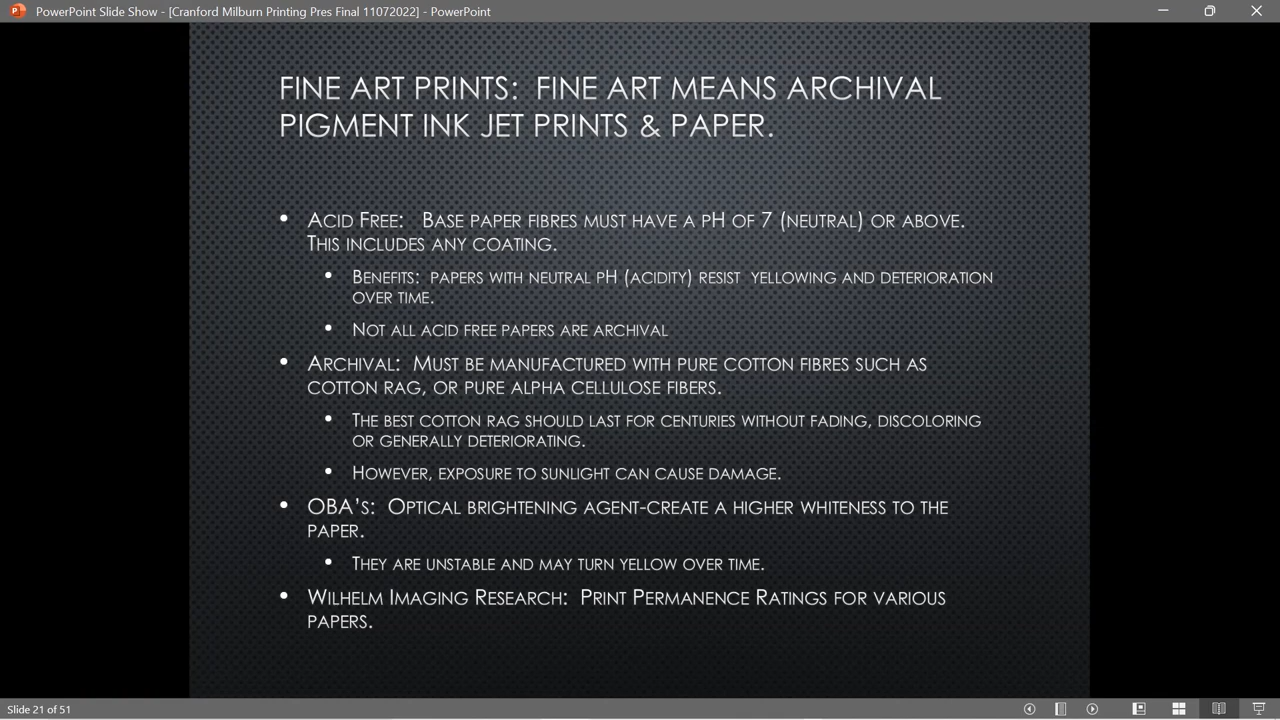 PowerPoint Slide Show - [Cranford Milburn Printing Pres Final 11072022] - PowerPoint
FINE ART PRINTS:  FINE ART MEANS ARCHIVAL
PIGMENT INK JET PRINTS & PAPER.
• ACID FREE:  BASE PAPER FIBRES MUST HAVE A PH OF 7 (NEUTRAL) OR ABOVE.
THIS INCLUDES ANY COATING.
• BENEFITS:  PAPERS WITH NEUTRAL PH (ACIDITY) RESIST  YELLOWING AND DETERIORATION
OVER TIME.
• NOT ALL ACID FREE PAPERS ARE ARCHIVAL
• ARCHIVAL:  MUST BE MANUFACTURED WITH PURE COTTON FIBRES SUCH AS
COTTON RAG, OR PURE ALPHA CELLULOSE FIBERS.
• THE BEST COTTON RAG SHOULD LAST FOR CENTURIES WITHOUT FADING, DISCOLORING
OR GENERALLY DETERIORATING.
• HOWEVER, EXPOSURE TO SUNLIGHT CAN CAUSE DAMAGE.
• OBA'S:  OPTICAL BRIGHTENING AGENT-CREATE A HIGHER WHITENESS TO THE
PAPER.
• THEY ARE UNSTABLE AND MAY TURN YELLOW OVER TIME.
• WILHELM IMAGING RESEARCH:  PRINT PERMANENCE RATINGS FOR VARIOUS
PAPERS.
Slide 21 of 51